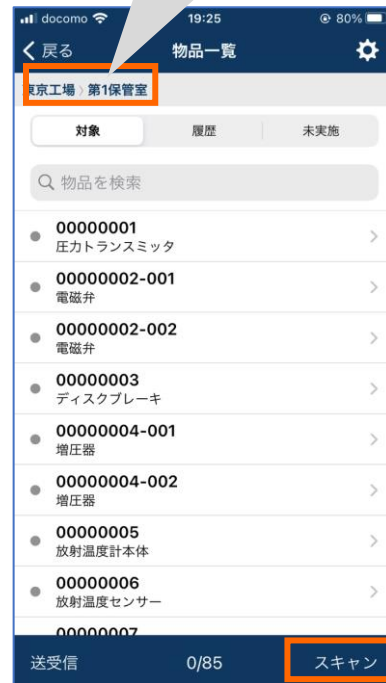 docomo 19:25 80%
戻る 物品一覧
東京工場 〉 第1保管室
対象 履歴 未実施
物品を検索
00000001
圧力トランスミッタ
00000002-001
電磁弁
00000002-002
電磁弁
00000003
ディスクブレーキ
00000004-001
増圧器
00000004-002
増圧器
00000005
放射温度計本体
00000006
放射温度センサー
00000007
送受信 0/85 スキャン